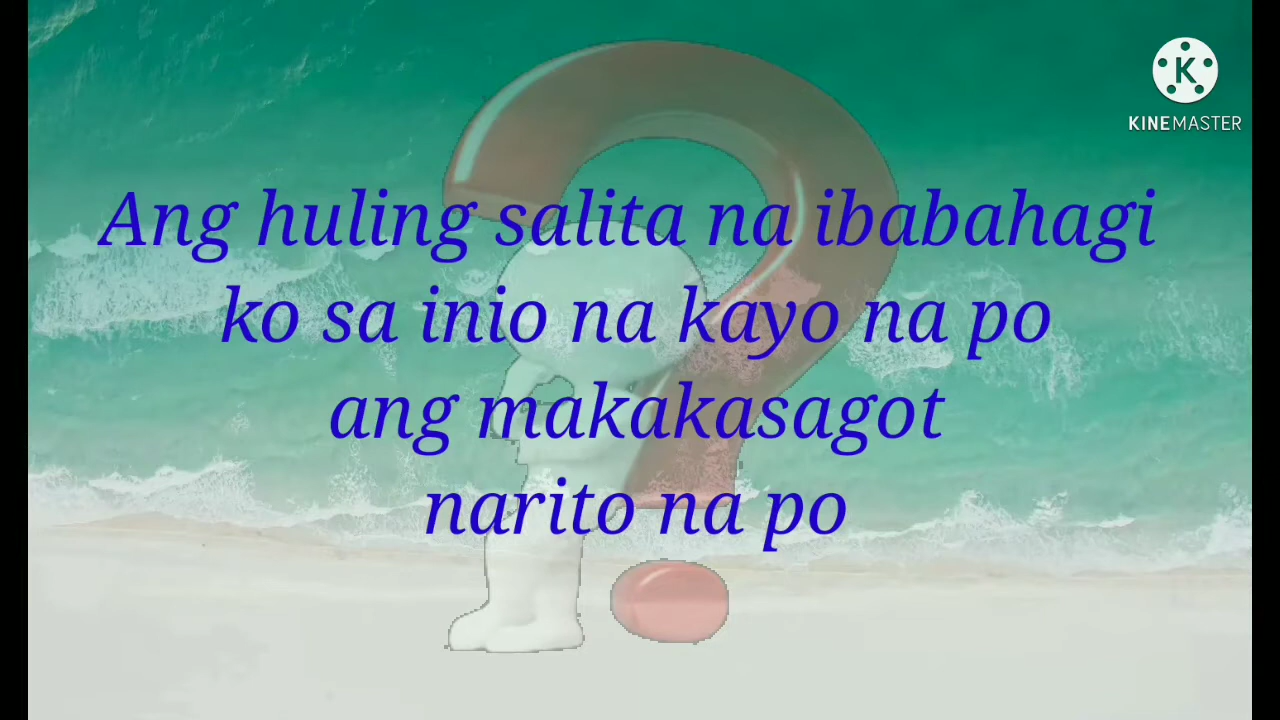 KINEMASTER
Ang huling salita na ibabahagi
ko sa inio na kayo na po
ang makakasagot
narito na po